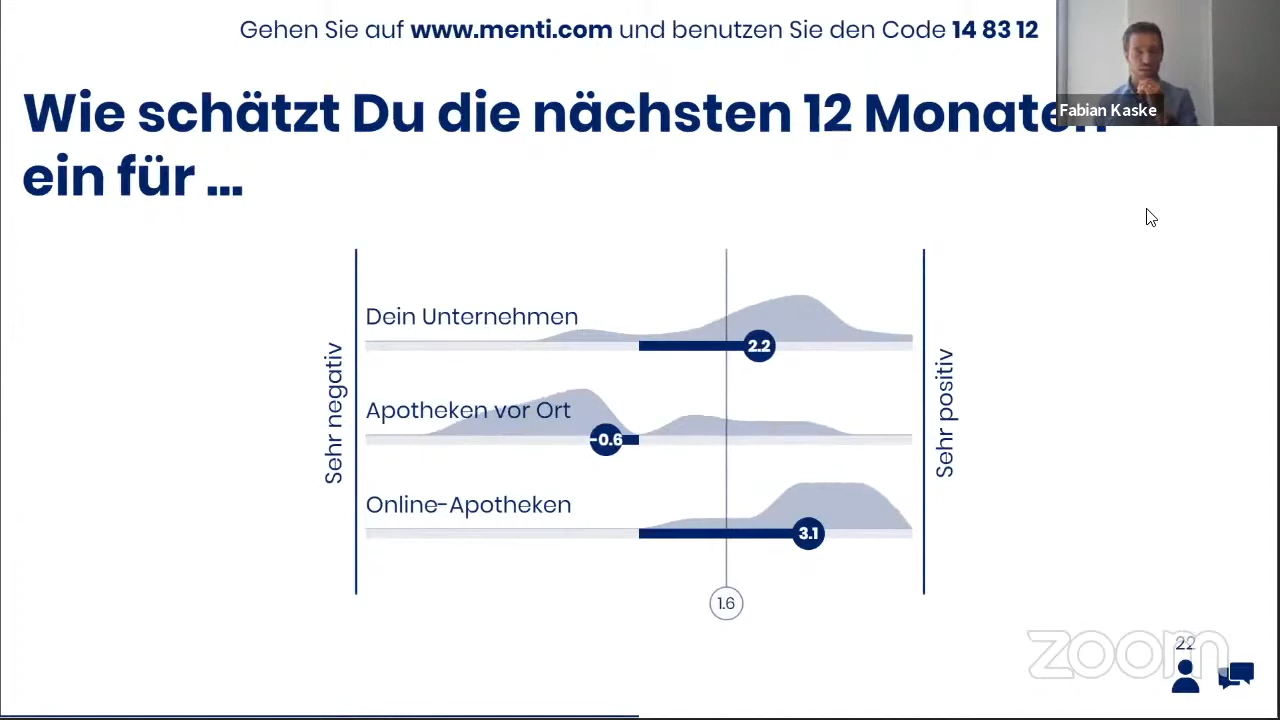 Gehen Sie auf www.menti.com und benutzen Sie den Code 14 83 12
Fabian Kaske
Wie schätzt Du die nächsten 12 Monaten
ein für ...
Sehr negativ
Dein Unternehmen
2.2
Apotheken vor Ort
-0.6
Online-Apotheken
3.1
Sehr positiv
1.6
22
zoom